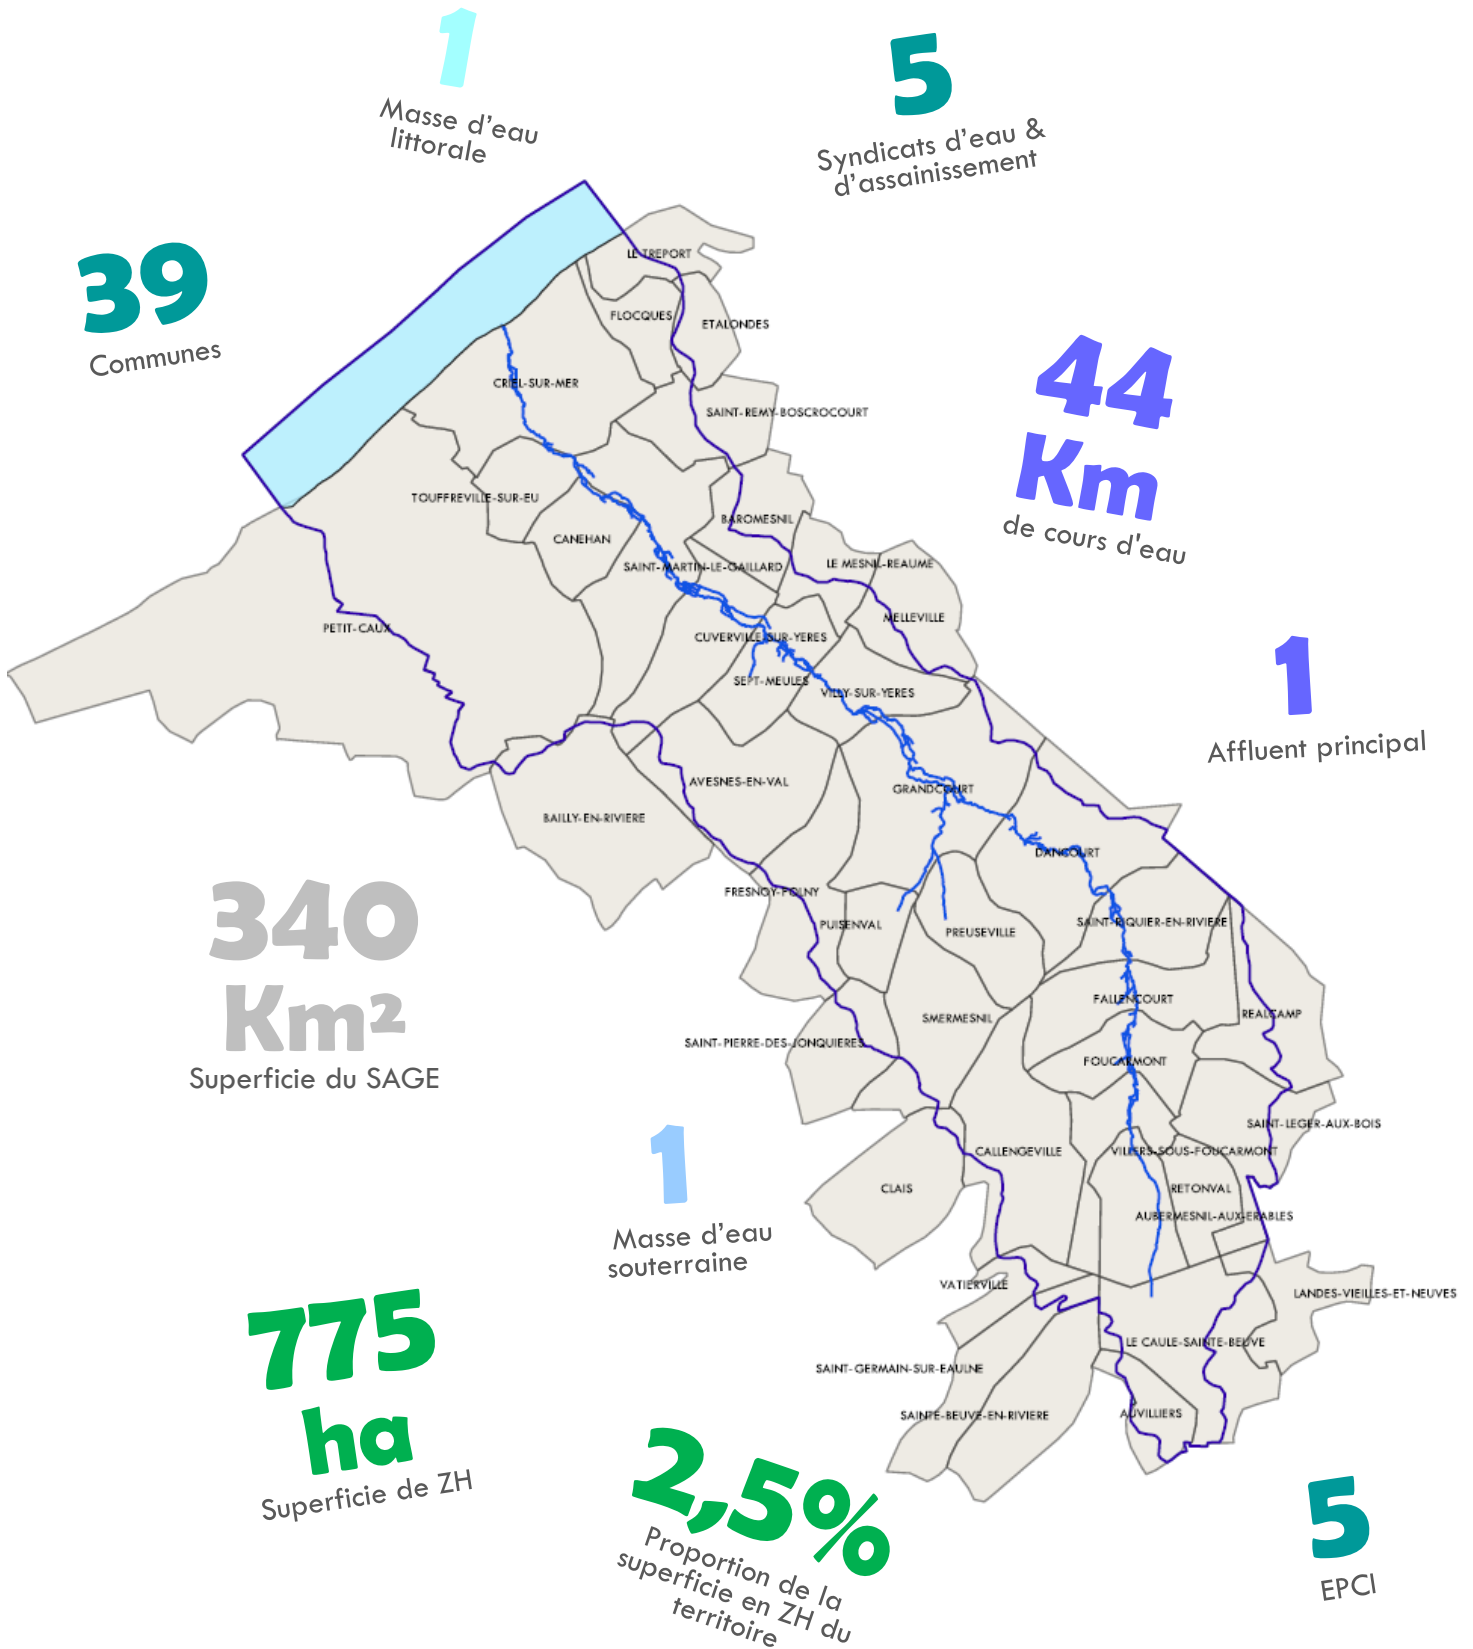 1
Masse d'eau
littorale
5
Syndicats d'eau &
d'assainissement
39
Communes
LE TREPORT
FLOCQUES
ETALONDES
44
Km
de cours d'eau
CRIEL-SUR-MER
SAINT-REMY-BOSCROCOURT
TOUFFREVILLE-SUR-EU
BAROMESNIL
CANEHAN
SAINT-MARTIN-LE-GAILLARD
LE MESNIL-REAUME
MELLEVILLE
PETIT-CAUX
CUVERVILLE-SUR-YERES
SEPT-MEULES
VILLY-SUR-YERES
1
Affluent principal
AVESNES-EN-VAL
GRANDCOURT
BAILLY-EN-RIVIERE
DANCOURT
FRESNOY-FOLNY
PUISENVAL
PREUSEVILLE
SAINT-RIQUIER-EN-RIVIERE
340
Km²
Superficie du SAGE
FALLENCOURT
REALCAMP
SMERMESNIL
SAINT-PIERRE-DES-JONQUIERES
FOUCARMONT
SAINT-LEGER-AUX-BOIS
CALLENGEVILLE
VILLERS-SOUS-FOUCARMONT
CLAIS
RETONVAL
AUBERMESNIL-AUX-ERABLES
1
Masse d'eau
souterraine
VATIERVILLE
LANDES-VIEILLES-ET-NEUVES
LE CAULE-SAINTE-BEUVE
SAINT-GERMAIN-SUR-EAULNE
SAINTE-BEUVE-EN-RIVIERE
AUVILLIERS
775
ha
Superficie de ZH
2,5%
Proportion de la
superficie en ZH du
territoire
5
EPCI